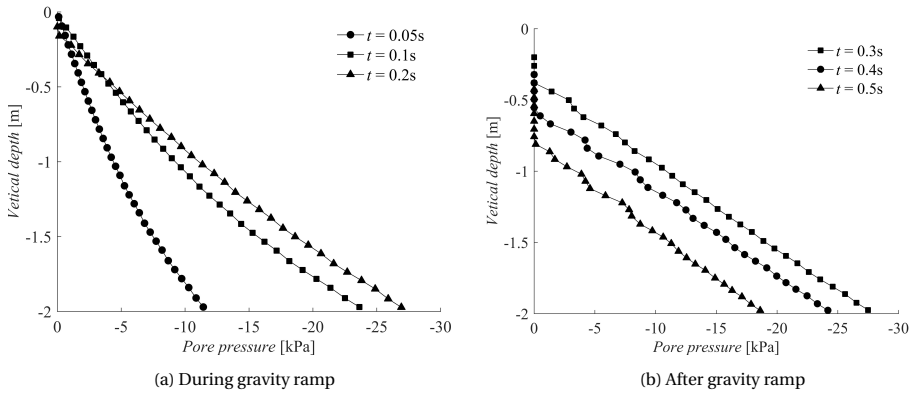 0
-0.5
-1
-1.5
-2
Vetical depth [m]
0
-5
-10
-15
-20
-25
-30
Pore pressure [kPa]
t = 0.05s
t = 0.1s
t = 0.2s
(a) During gravity ramp
0
-0.5
-1
-1.5
-2
Vetical depth [m]
0
-5
-10
-15
-20
-25
-30
Pore pressure [kPa]
t = 0.3s
t = 0.4s
t = 0.5s
(b) After gravity ramp